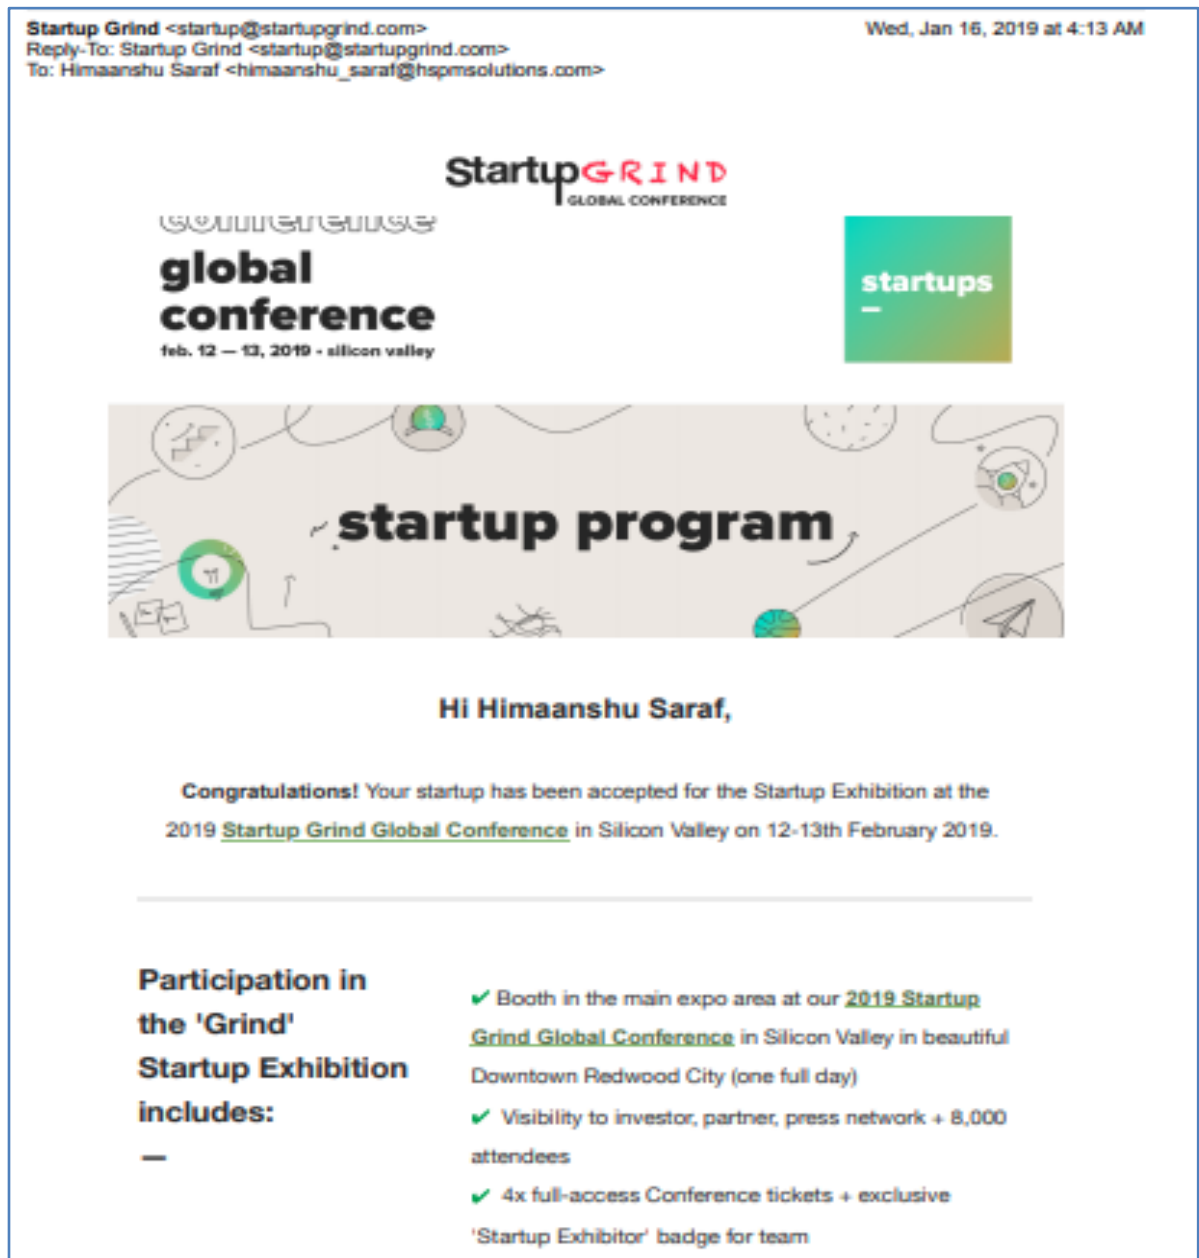 Startup Grind <startup@startupgrind.com>
Wed, Jan 16, 2019 at 4:13 AM
Reply-To: Startup Grind <startup@startupgrind.com>
To: Himaanshu Saraf <himaanshu_saraf@hspmsolutions.com>
StartupGRIND
GLOBAL CONFERENCE
conference
global
conference
feb. 12 — 13, 2019 - silicon valley
startups
—
startup program
Hi Himaanshu Saraf,
Congratulations! Your startup has been accepted for the Startup Exhibition at the
2019 Startup Grind Global Conference in Silicon Valley on 12-13th February 2019.
Participation in
the 'Grind'
Startup Exhibition
includes:
—
✔ Booth in the main expo area at our 2019 Startup
Grind Global Conference in Silicon Valley in beautiful
Downtown Redwood City (one full day)
✔ Visibility to investor, partner, press network + 8,000
attendees
✔ 4x full-access Conference tickets + exclusive
'Startup Exhibitor' badge for team